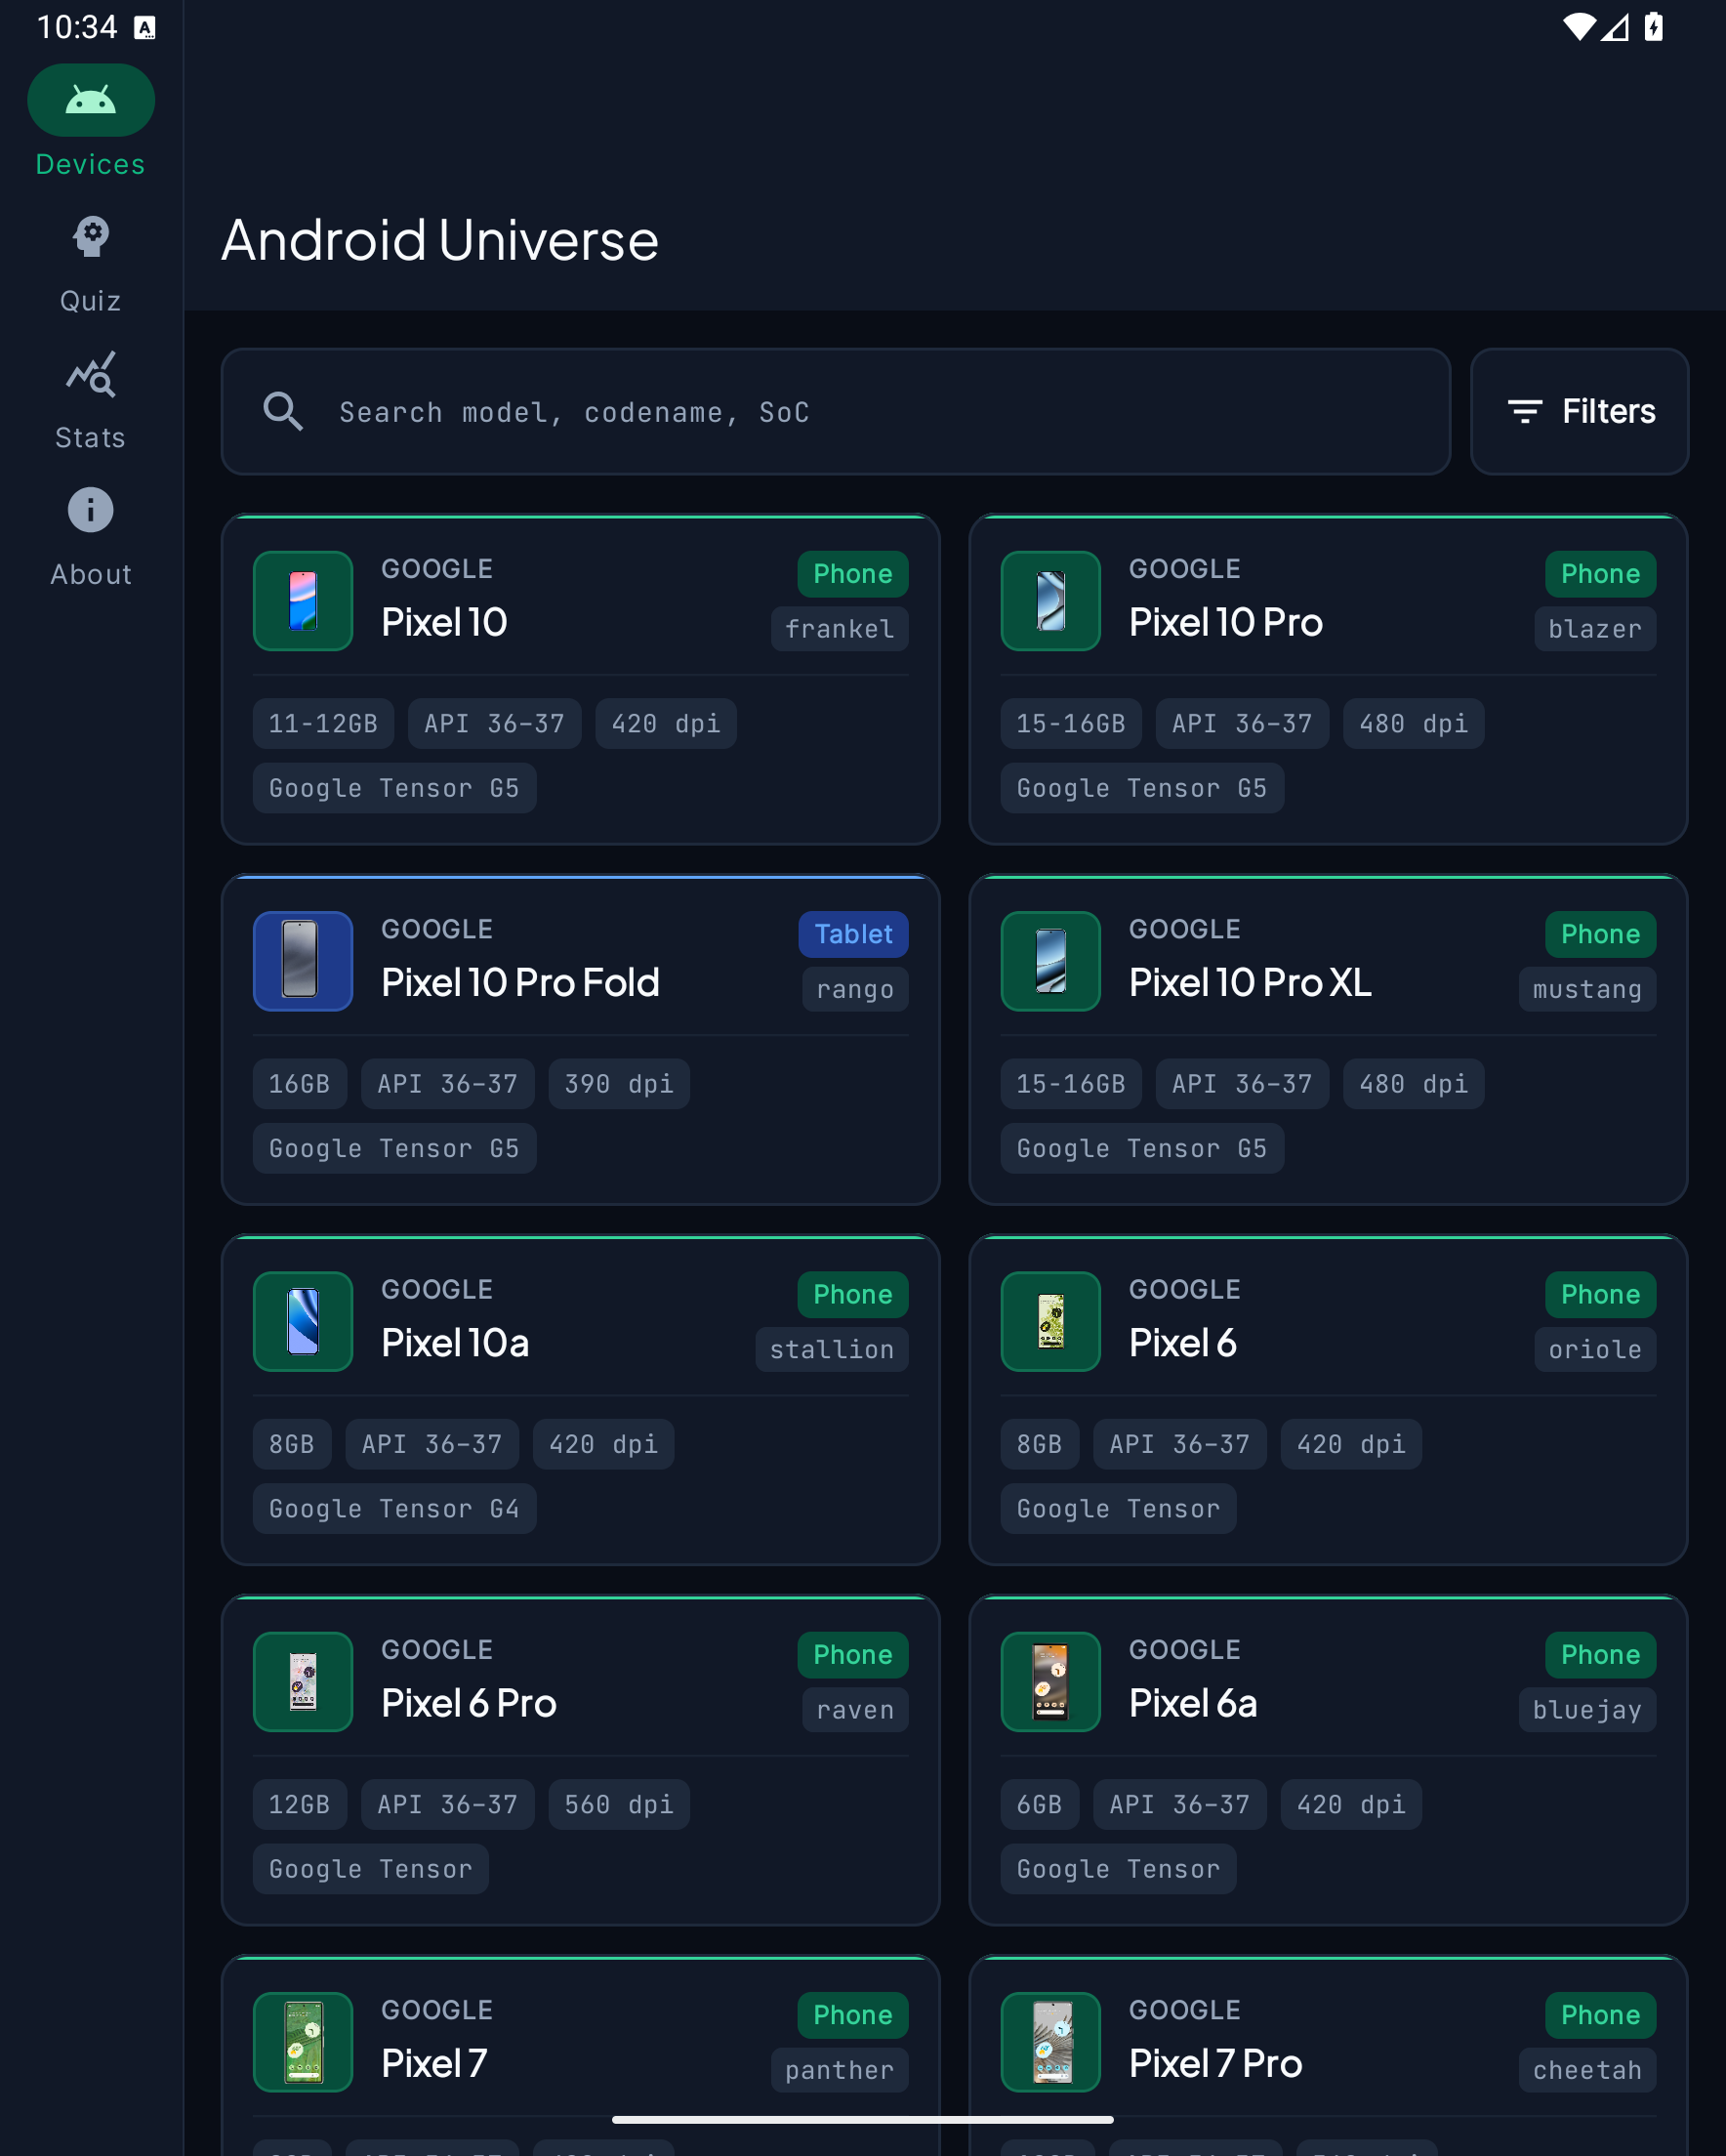 10:34
Devices
Quiz
Stats
About
Android Universe
Search model, codename, SoC
Filters
GOOGLE
Pixel 10
Phone
frankel
11-12GB API 36–37 420 dpi
Google Tensor G5
GOOGLE
Pixel 10 Pro
Phone
blazer
15-16GB API 36–37 480 dpi
Google Tensor G5
GOOGLE
Pixel 10 Pro Fold
Tablet
rango
16GB API 36–37 390 dpi
Google Tensor G5
GOOGLE
Pixel 10 Pro XL
Phone
mustang
15-16GB API 36–37 480 dpi
Google Tensor G5
GOOGLE
Pixel 10a
Phone
stallion
8GB API 36–37 420 dpi
Google Tensor G4
GOOGLE
Pixel 6
Phone
oriole
8GB API 36–37 420 dpi
Google Tensor
GOOGLE
Pixel 6 Pro
Phone
raven
12GB API 36–37 560 dpi
Google Tensor
GOOGLE
Pixel 6a
Phone
bluejay
6GB API 36–37 420 dpi
Google Tensor
GOOGLE
Pixel 7
Phone
panther
GOOGLE
Pixel 7 Pro
Phone
cheetah